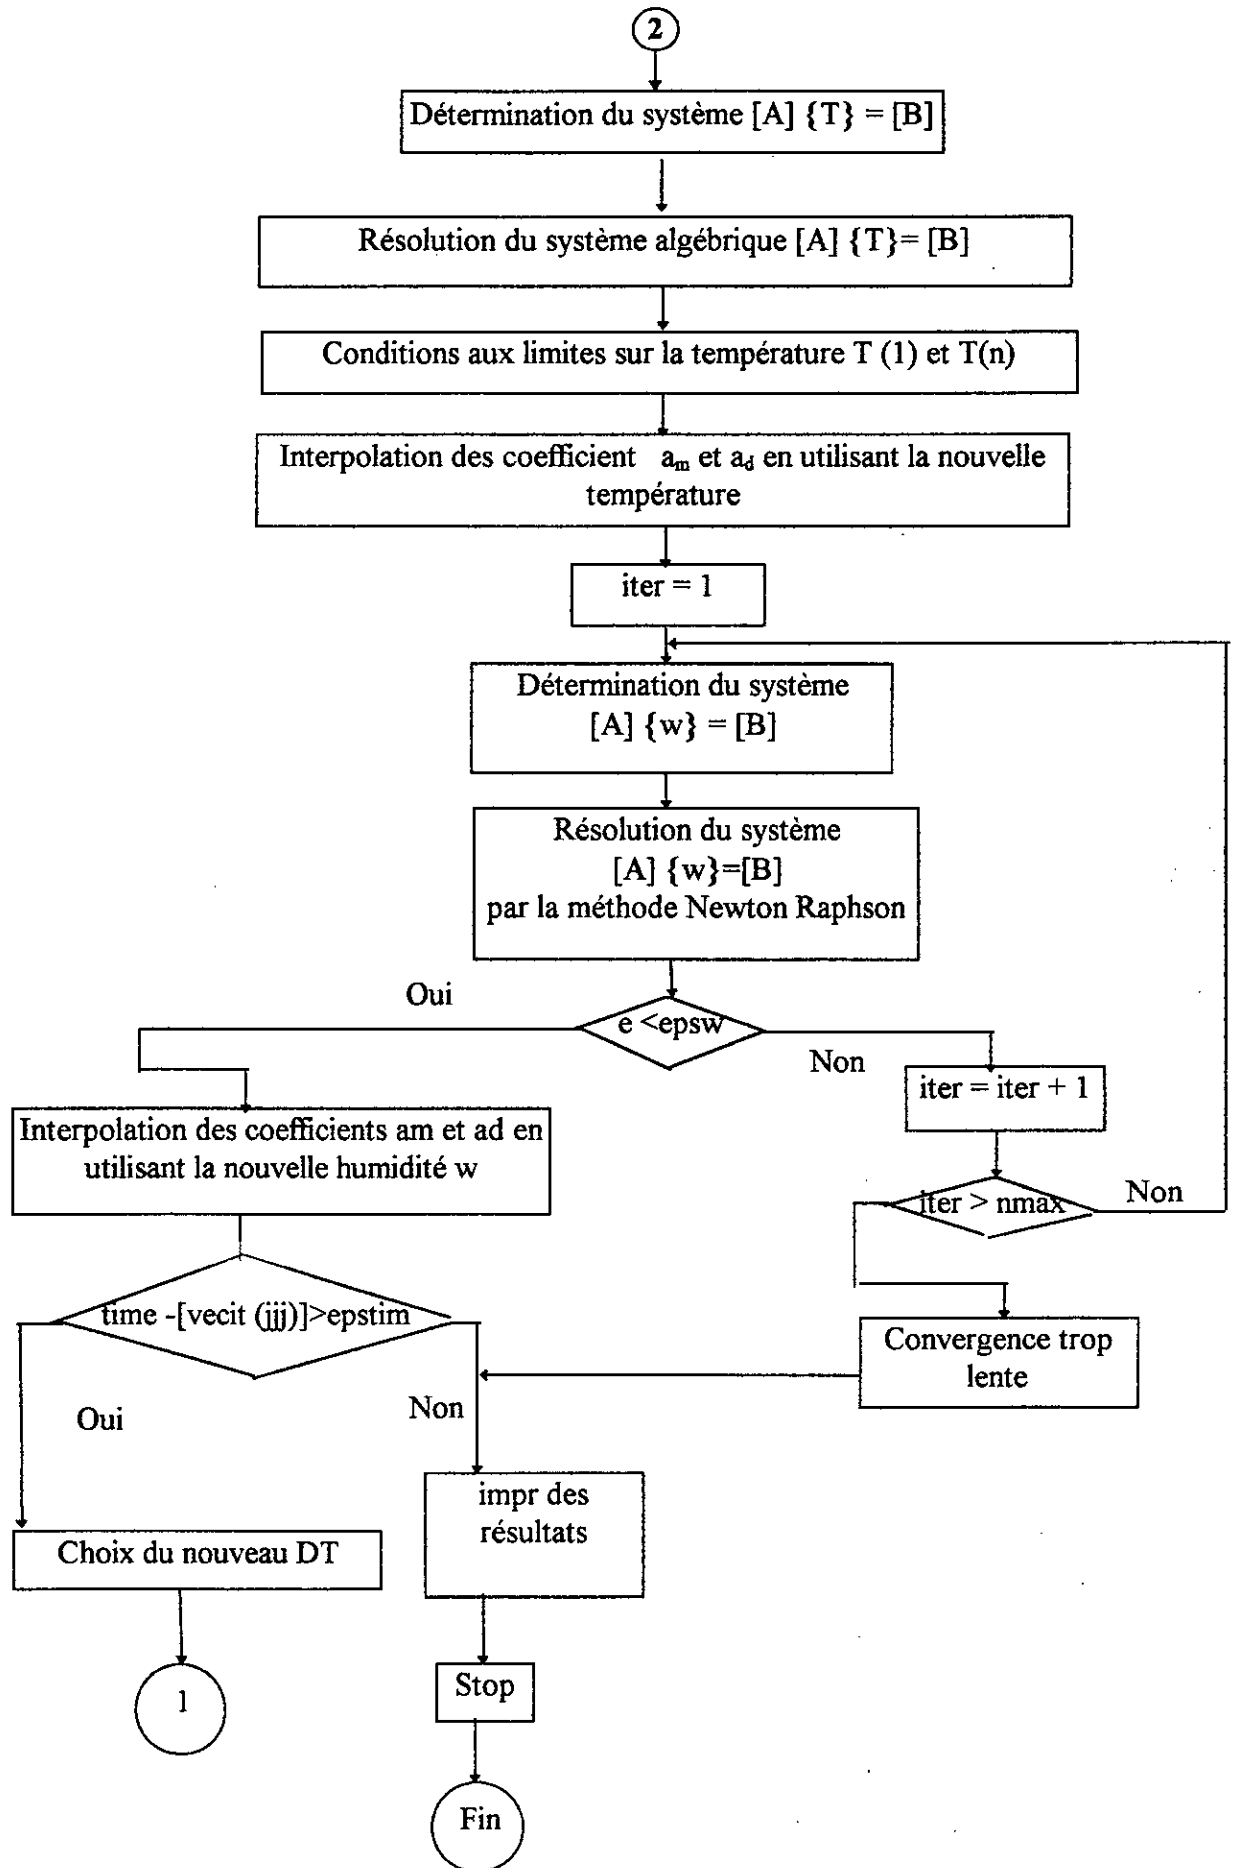 2
Détermination du système [A] {T} = [B]
Résolution du système algébrique [A] {T}= [B]
Conditions aux limites sur la température T (1) et T(n)
Interpolation des coefficient a_m et a_d en utilisant la nouvelle
température
iter = 1
Détermination du système
[A] {w} = [B]
Résolution du système
[A] {w}=[B]
par la méthode Newton Raphson
Oui
e <epsw
Non
iter = iter + 1
Interpolation des coefficients am et ad en
utilisant la nouvelle humidité w
iter > nmax
Non
time -[vecit (jjj)]>epstim
Convergence trop
lente
Oui
Non
impr des
résultats
Choix du nouveau DT
1
Stop
Fin